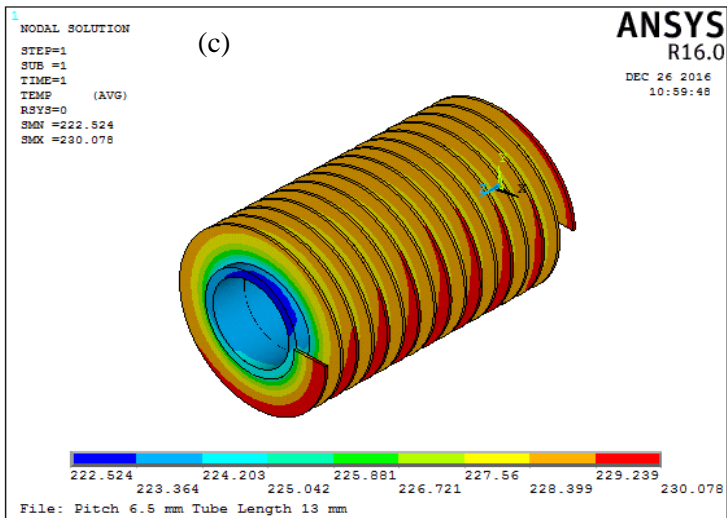 1
NODAL SOLUTION
STEP=1
SUB =1
TIME=1
TEMP (AVG)
RSYS=0
SMN =222.524
SMX =230.078
(c)
ANSYS
R16.0
DEC 26 2016
10:59:48
Z
X
222.524 224.203 225.881 227.56 229.239
223.364 225.042 226.721 228.399 230.078
File: Pitch 6.5 mm Tube Length 13 mm